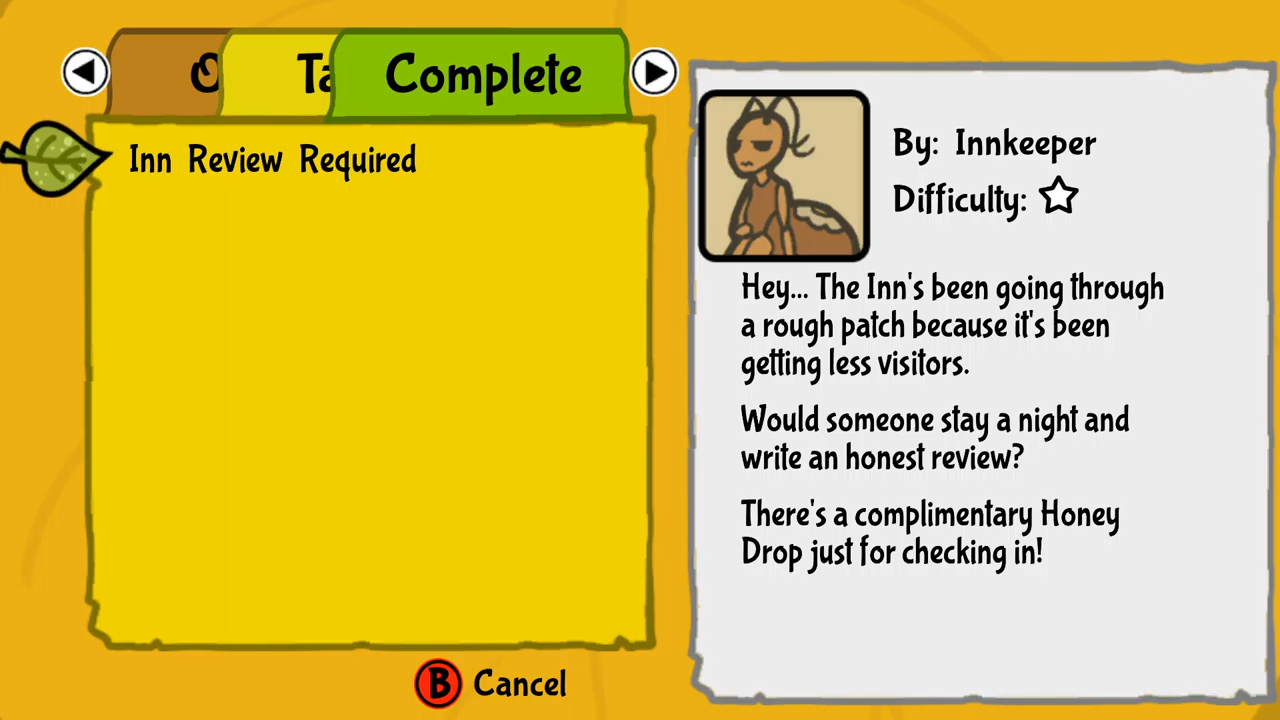 O
Ta
Complete
Inn Review Required
By: Innkeeper
Difficulty:
Hey... The Inn's been going through
a rough patch because it's been
getting less visitors.
Would someone stay a night and
write an honest review?
There's a complimentary Honey
Drop just for checking in!
B Cancel